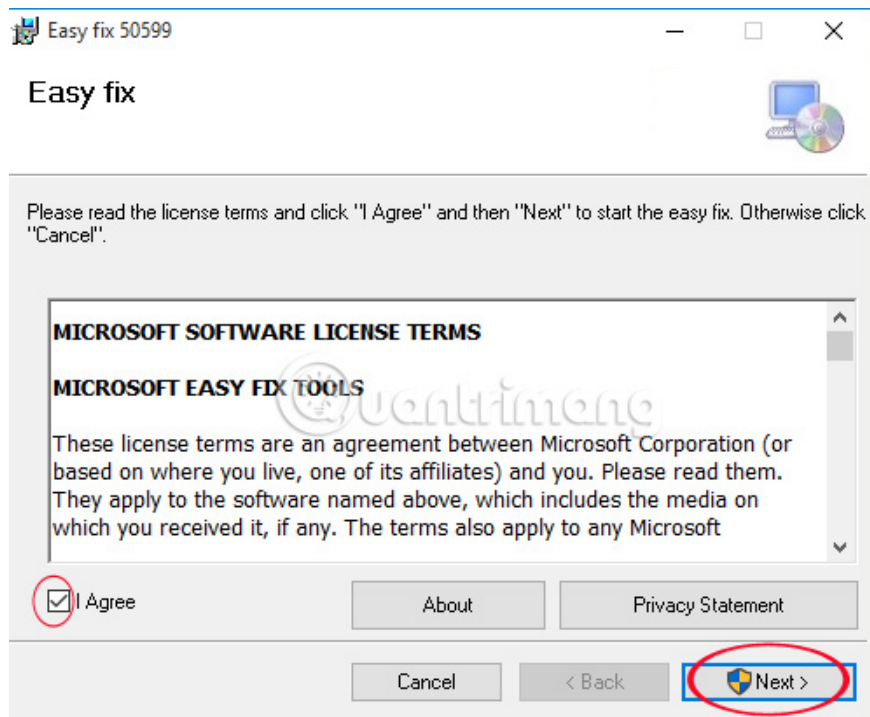 Easy fix 50599
Easy fix
Please read the license terms and click "I Agree" and then "Next" to start the easy fix. Otherwise click
"Cancel".
MICROSOFT SOFTWARE LICENSE TERMS
MICROSOFT EASY FIX TOOLS
Quantrimang
These license terms are an agreement between Microsoft Corporation (or
based on where you live, one of its affiliates) and you. Please read them.
They apply to the software named above, which includes the media on
which you received it, if any. The terms also apply to any Microsoft
I Agree
About
Privacy Statement
Cancel
< Back
Next >